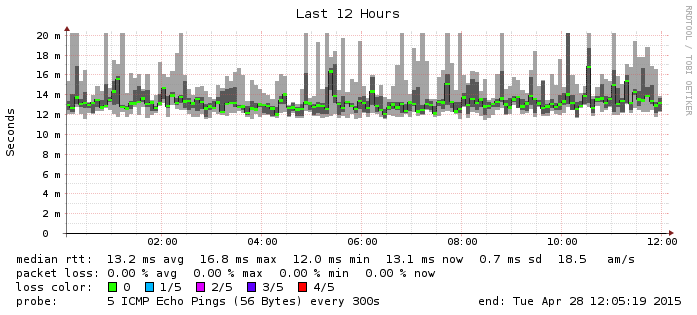 Last 12 Hours
RRDTOOL / TOBI OETIKER
Seconds
20 m
18 m
16 m
14 m
12 m
10 m
8 m
6 m
4 m
2 m
0
02:00 04:00 06:00 08:00 10:00 12:00
median rtt: 13.2 ms avg 16.8 ms max 12.0 ms min 13.1 ms now 0.7 ms sd 18.5 am/s
packet loss: 0.00 % avg 0.00 % max 0.00 % min 0.00 % now
loss color: 0 1/5 2/5 3/5 4/5
probe: 5 ICMP Echo Pings (56 Bytes) every 300s end: Tue Apr 28 12:05:19 2015